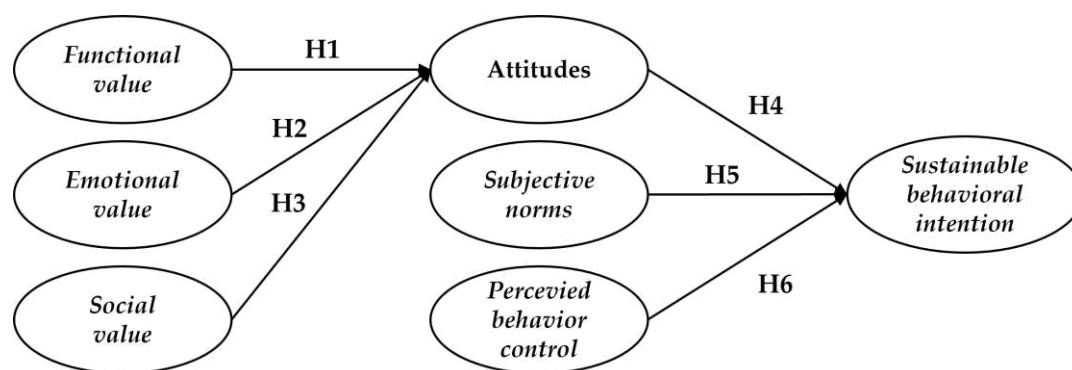 Functional
value
H1
Attitudes
H4
H2
Emotional
value
H3
Subjective
norms
H5
Sustainable
behavioral
intention
Social
value
Percevied
behavior
control
H6